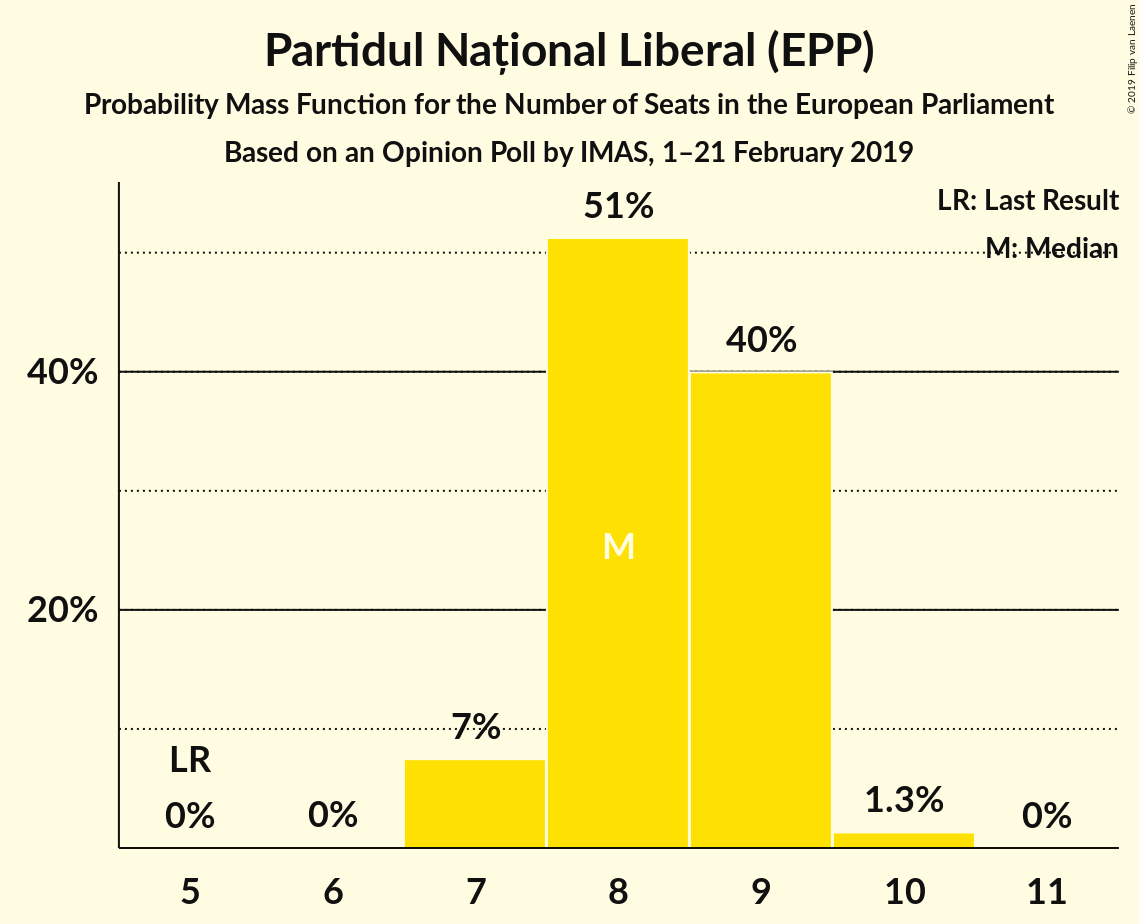 Partidul Național Liberal (EPP)
Probability Mass Function for the Number of Seats in the European Parliament
Based on an Opinion Poll by IMAS, 1–21 February 2019
© 2019 Filip van Laenen
LR: Last Result
M: Median
51%
40%
40%
M
20%
7%
LR
0%
0%
1.3%
0%
5
6
7
8
9
10
11